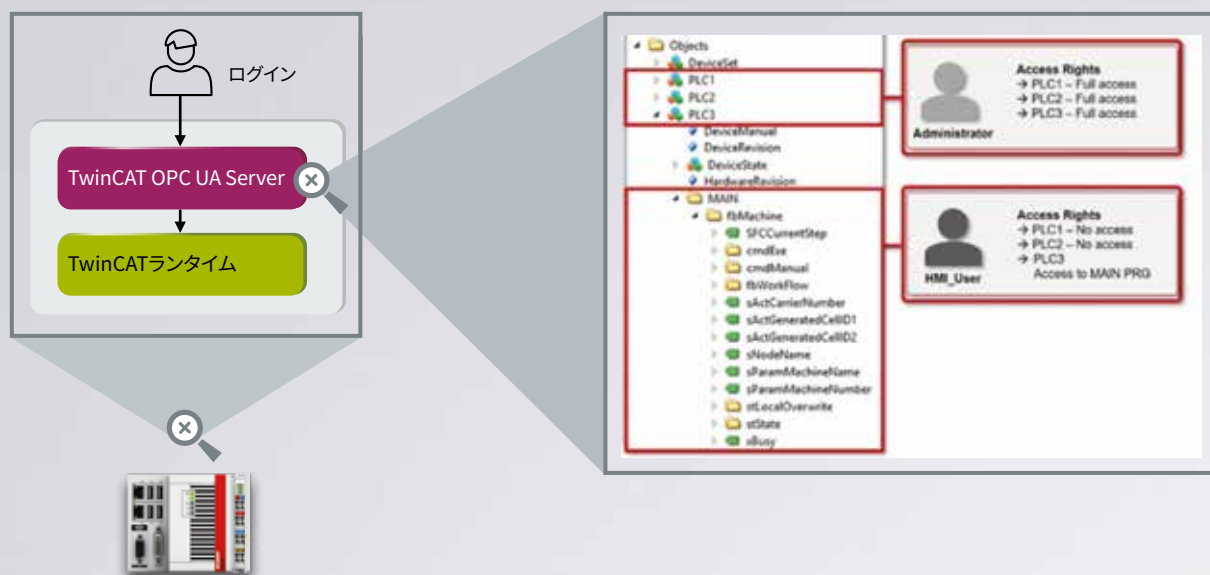 ログイン
TwinCAT OPC UA Server
TwinCATランタイム
Objects
DeviceSet
PLC1
PLC2
PLC3
DeviceManual
DeviceRevision
DeviceState
HardwareRevision
MAIN
fbMachine
SFCCurrentStep
cmdExe
cmdManual
fbWorkFlow
sActCarrierNumber
sActGeneratedCellID1
sActGeneratedCellID2
sNodeName
sParamMachineName
sParamMachineNumber
stLocalOverwrite
stState
xBusy
Administrator
Access Rights
→ PLC1 – Full access
→ PLC2 – Full access
→ PLC3 – Full access
HMI_User
Access Rights
→ PLC1 – No access
→ PLC2 – No access
→ PLC3
Access to MAIN PRG